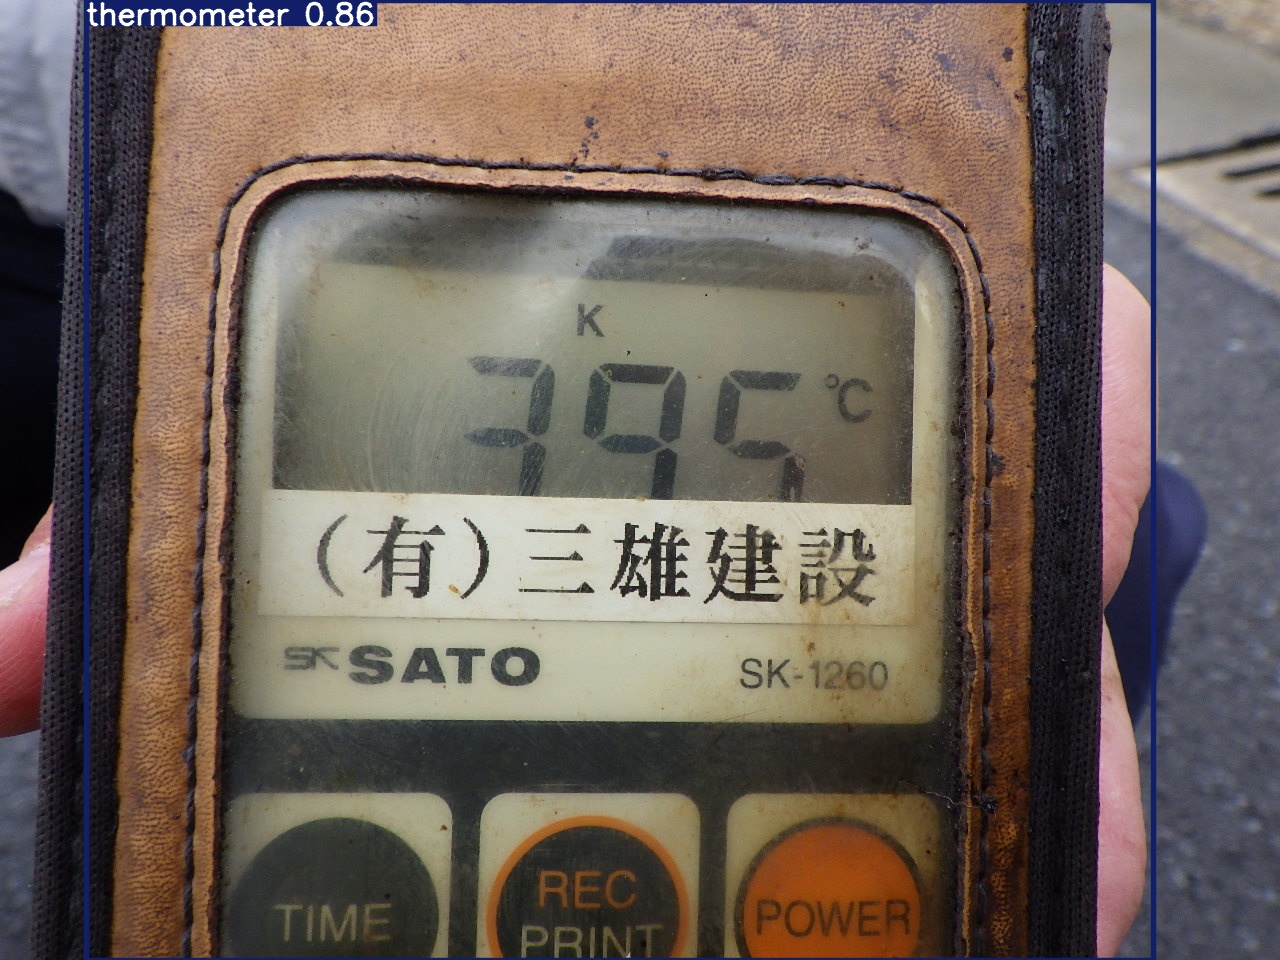 thermometer 0.86
K
395 °C
(有)三雄建設
SK SATO SK-1260
TIME
REC
PRINT
POWER